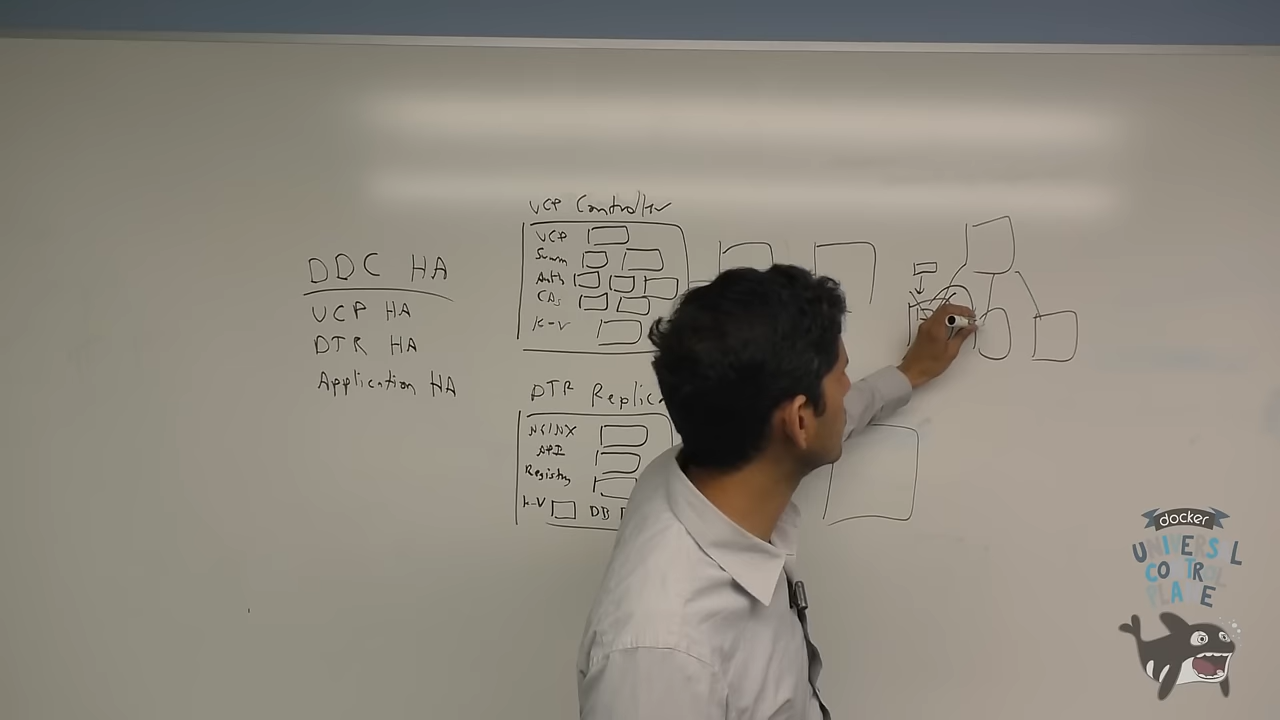 DDC HA
UCP HA
DTR HA
Application HA
UCP Controller
UCP
Swarm
Auth
CAs
K-V
DTR Replic
NGINX
API
Registry
K-V
DB
docker
UNIVERSAL
CONTROL
PLANE